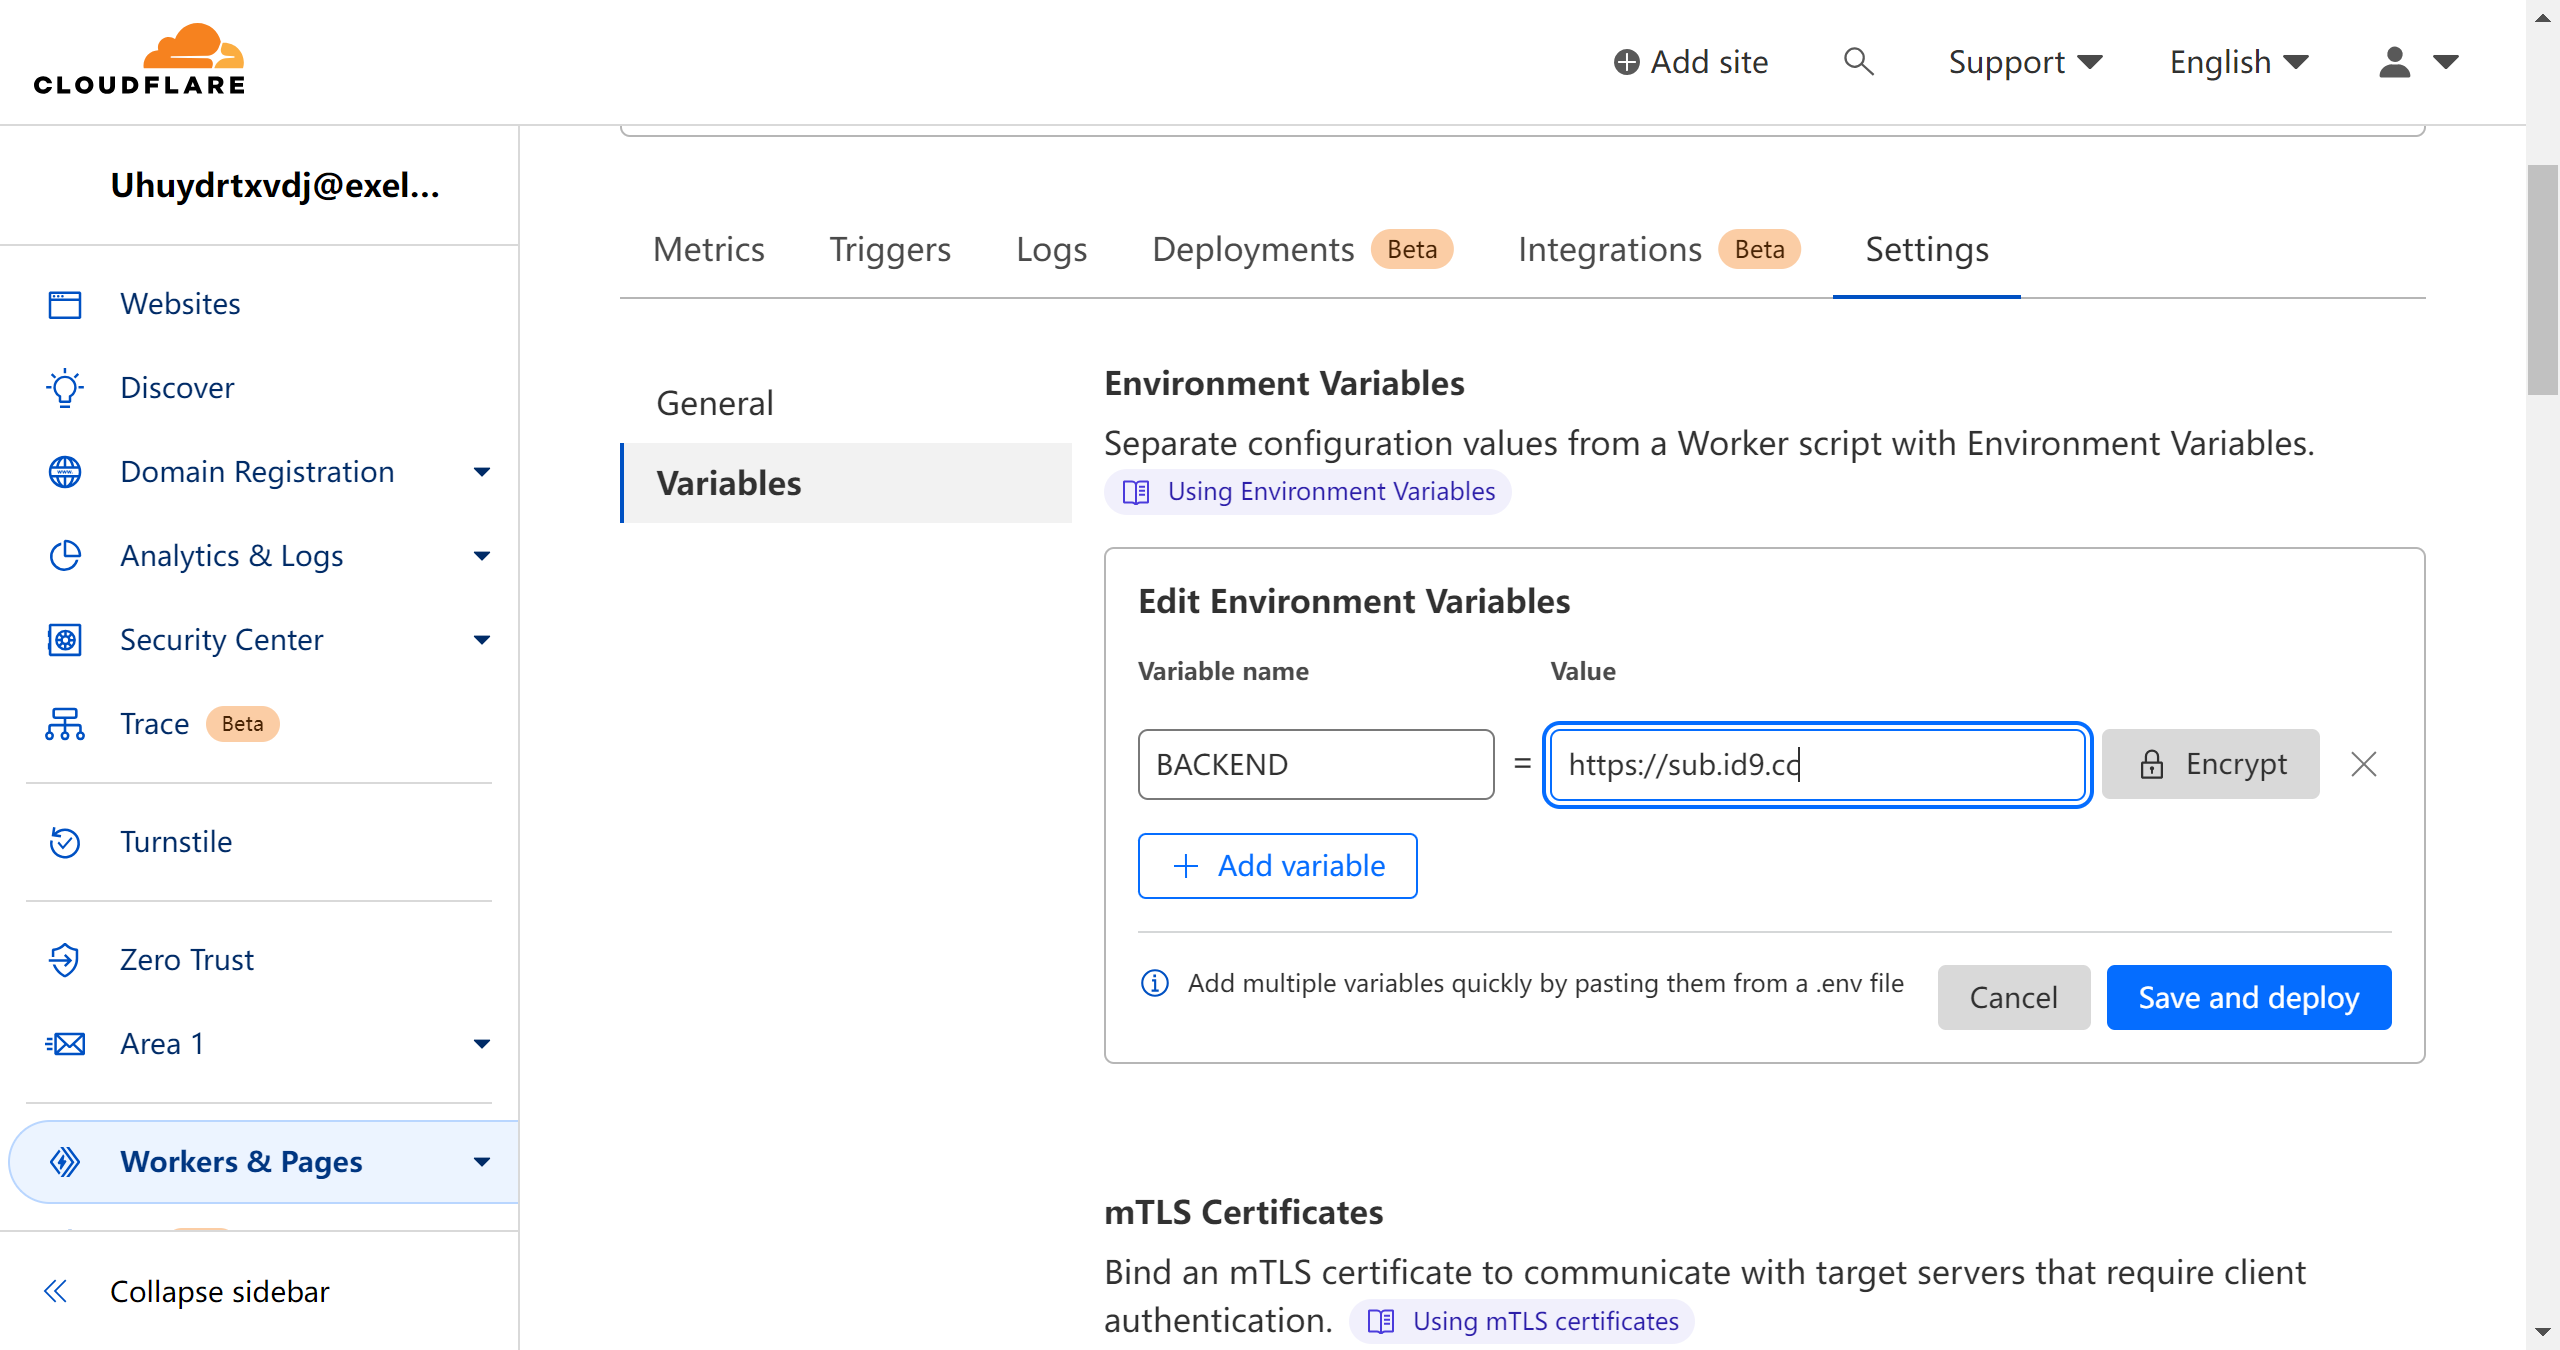 CLOUDFLARE
Add site
Support
English
Uhuydrtxvdj@exel...
Websites
Discover
Domain Registration
Analytics & Logs
Security Center
Trace Beta
Turnstile
Zero Trust
Area 1
Workers & Pages
Collapse sidebar
Metrics Triggers Logs Deployments Beta Integrations Beta Settings
General
Variables
Environment Variables
Separate configuration values from a Worker script with Environment Variables.
Using Environment Variables
Edit Environment Variables
Variable name Value
BACKEND = https://sub.id9.cc Encrypt
Add variable
Add multiple variables quickly by pasting them from a .env file
Cancel
Save and deploy
mTLS Certificates
Bind an mTLS certificate to communicate with target servers that require client
authentication. Using mTLS certificates